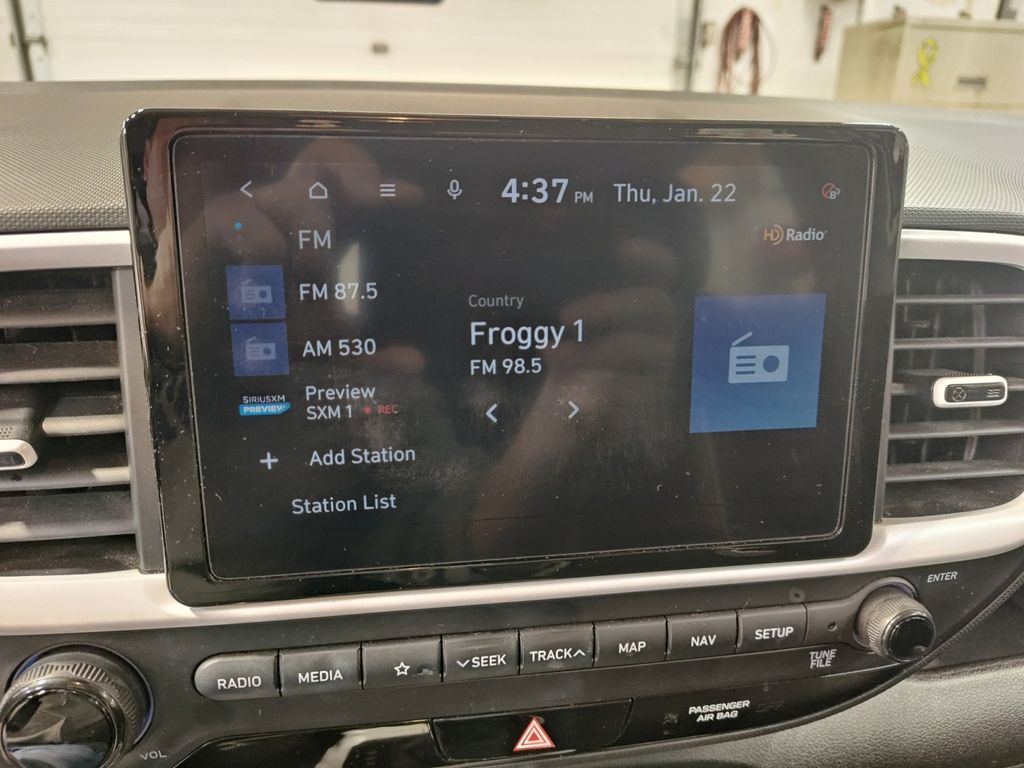 4:37 PM Thu, Jan. 22
HD Radio
FM
FM 87.5
AM 530
SIRIUSXM
PREVIEW
Preview
SXM 1 REC
Add Station
Station List
Country
Froggy 1
FM 98.5
ENTER
RADIO
MEDIA
SEEK
TRACK
MAP
NAV
SETUP
TUNE
FILE
VOL
PASSENGER
AIR BAG
OFF